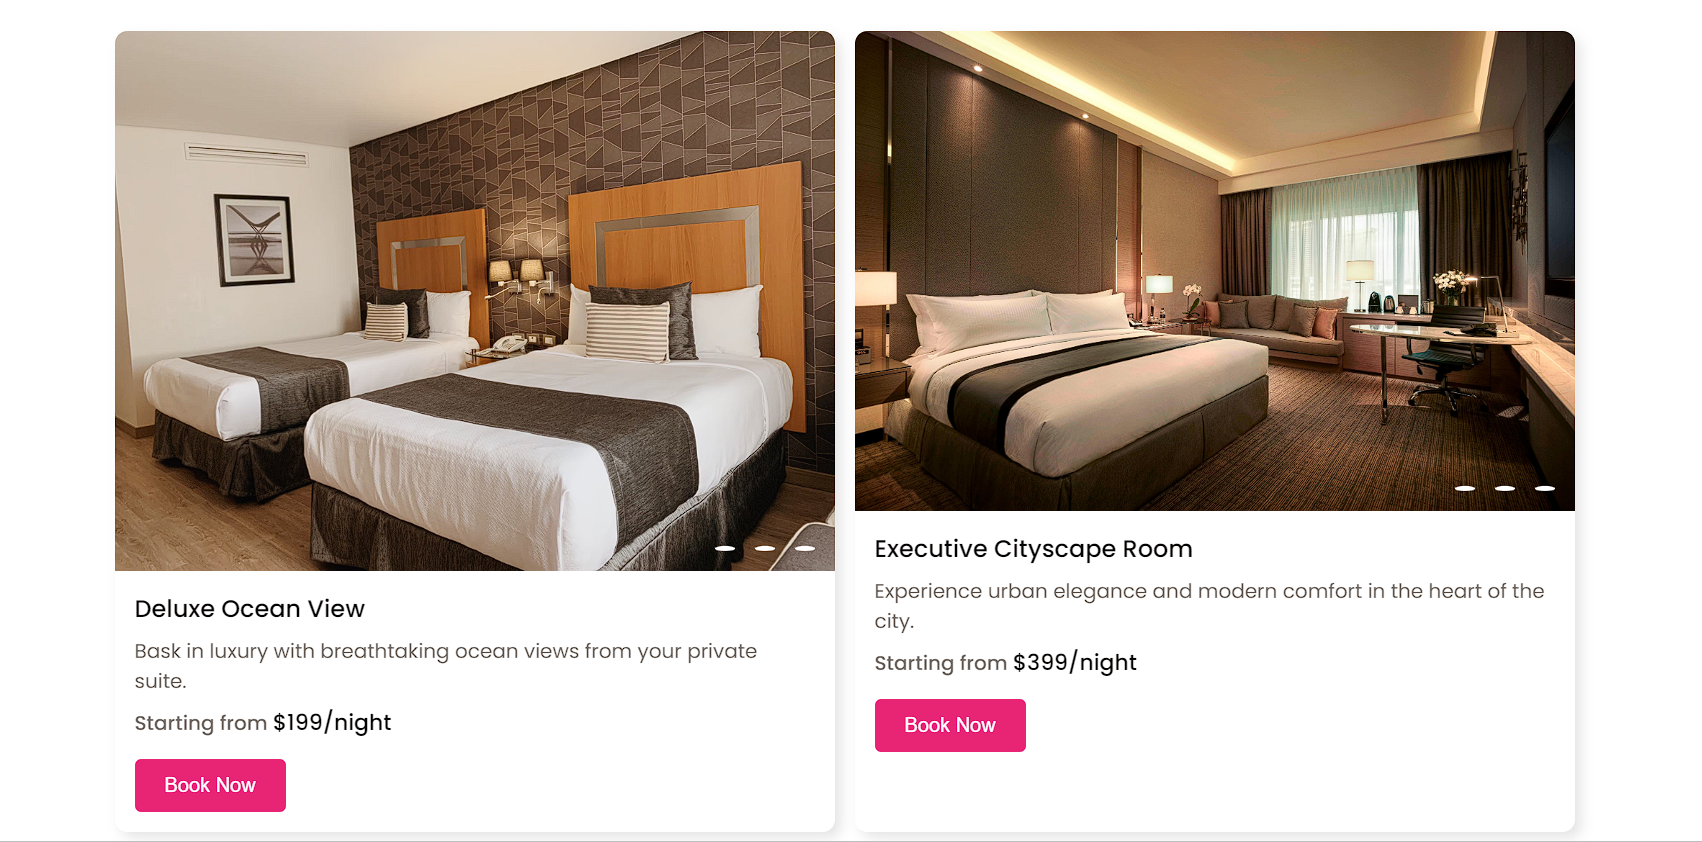 Deluxe Ocean View
Bask in luxury with breathtaking ocean views from your private
suite.
Starting from $199/night
Book Now
Executive Cityscape Room
Experience urban elegance and modern comfort in the heart of the
city.
Starting from $399/night
Book Now